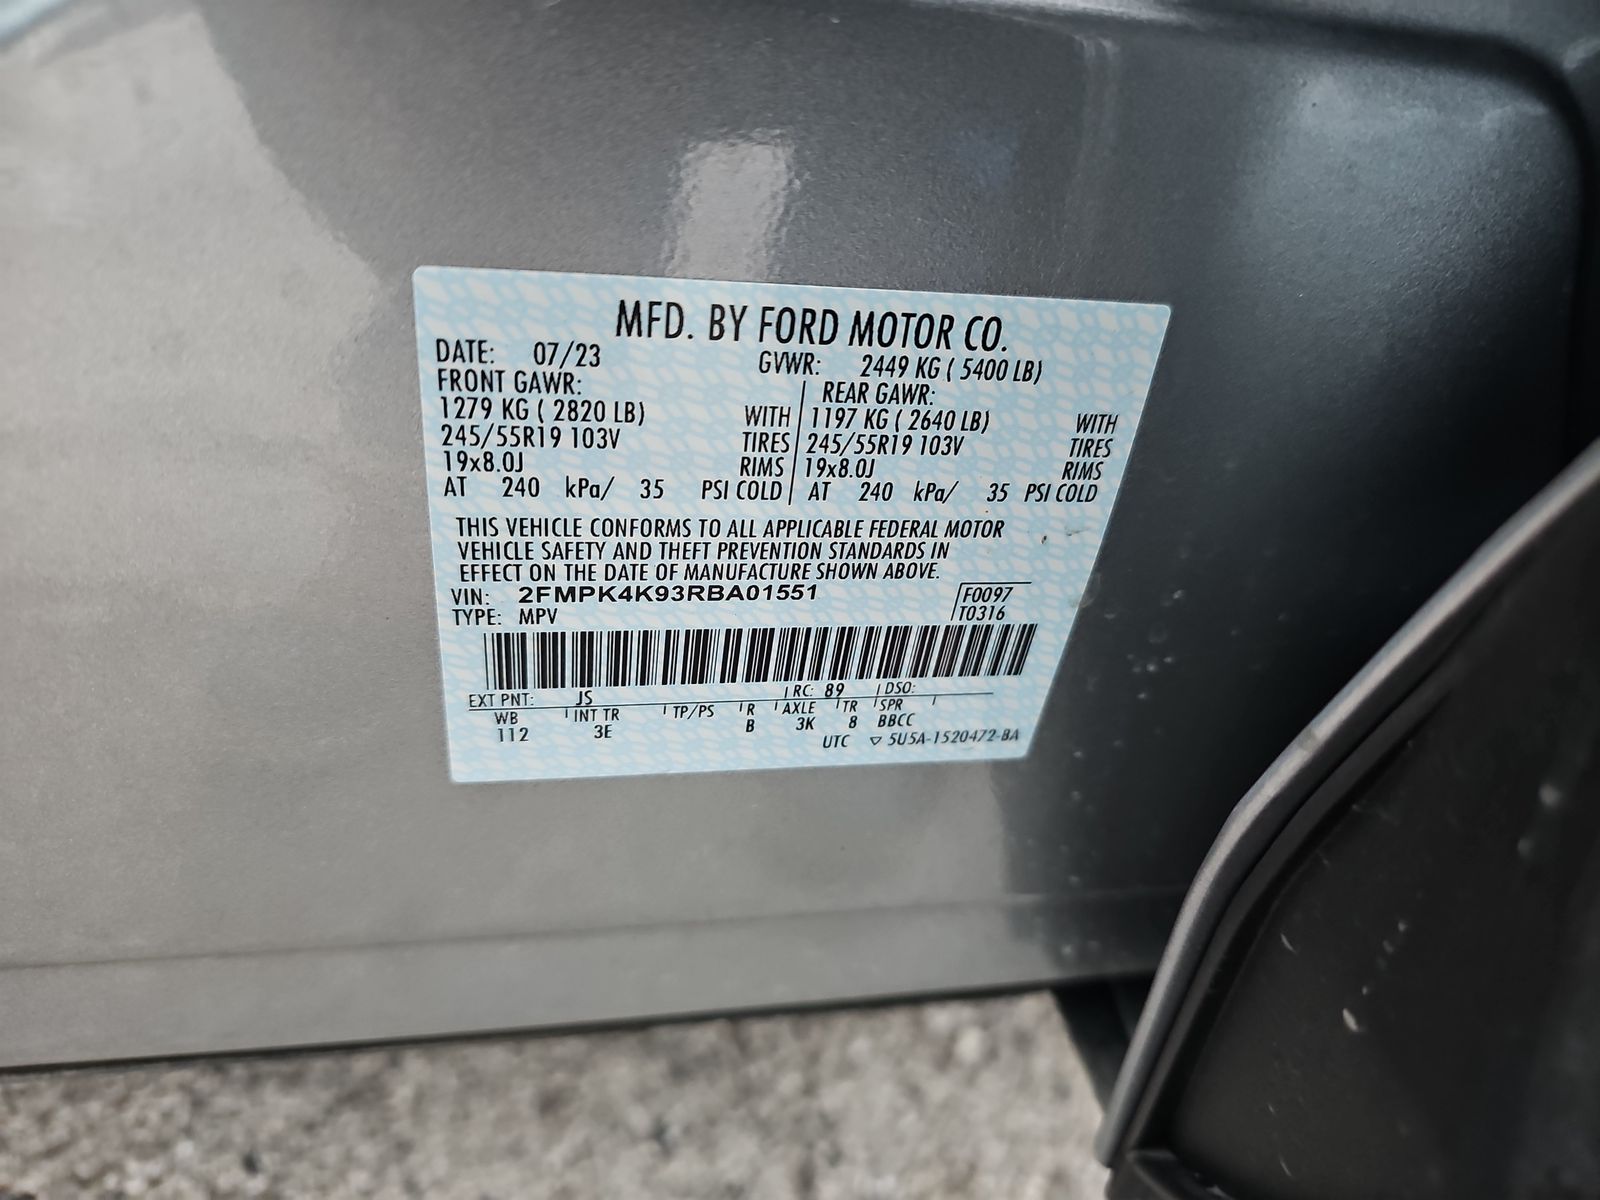 MFD. BY FORD MOTOR CO.
DATE: 07/23 GVWR: 2449 KG ( 5400 LB)
FRONT GAWR: REAR GAWR:
1279 KG ( 2820 LB) WITH 1197 KG ( 2640 LB) WITH
245/55R19 103V TIRES 245/55R19 103V TIRES
19x8.0J RIMS 19x8.0J RIMS
AT 240 kPa/ 35 PSI COLD AT 240 kPa/ 35 PSI COLD
THIS VEHICLE CONFORMS TO ALL APPLICABLE FEDERAL MOTOR
VEHICLE SAFETY AND THEFT PREVENTION STANDARDS IN
EFFECT ON THE DATE OF MANUFACTURE SHOWN ABOVE.
VIN: 2FMPK4K93RBA01551 F0097
TYPE: MPV T0316
EXT PNT: JS RC: 89 DSO:
WB INT TR TP/PS R AXLE TR SPR
112 3E B 3K 8 BBCC
UTC ▽ 5U5A-1520472-BA